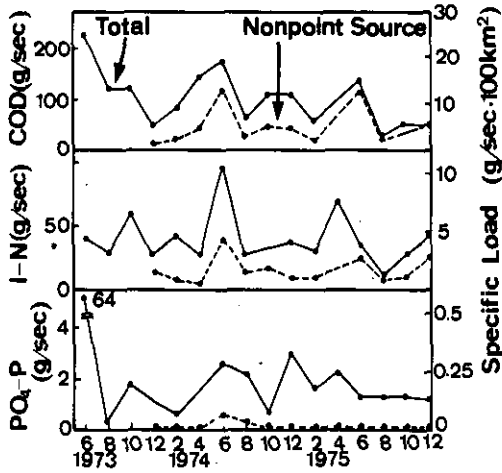 Total
Nonpoint Source
COD(g/sec)
200
100
0
30
20
10
0
I-N(g/sec)
50
0
10
5
0
PO4-P
(g/sec)
64
4
2
0
0.5
0.25
0
Specific Load (g/sec·100km²)
6 8 10 12 2 4 6 8 10 12 2 4 6 8 10 12
1973 1974 1975